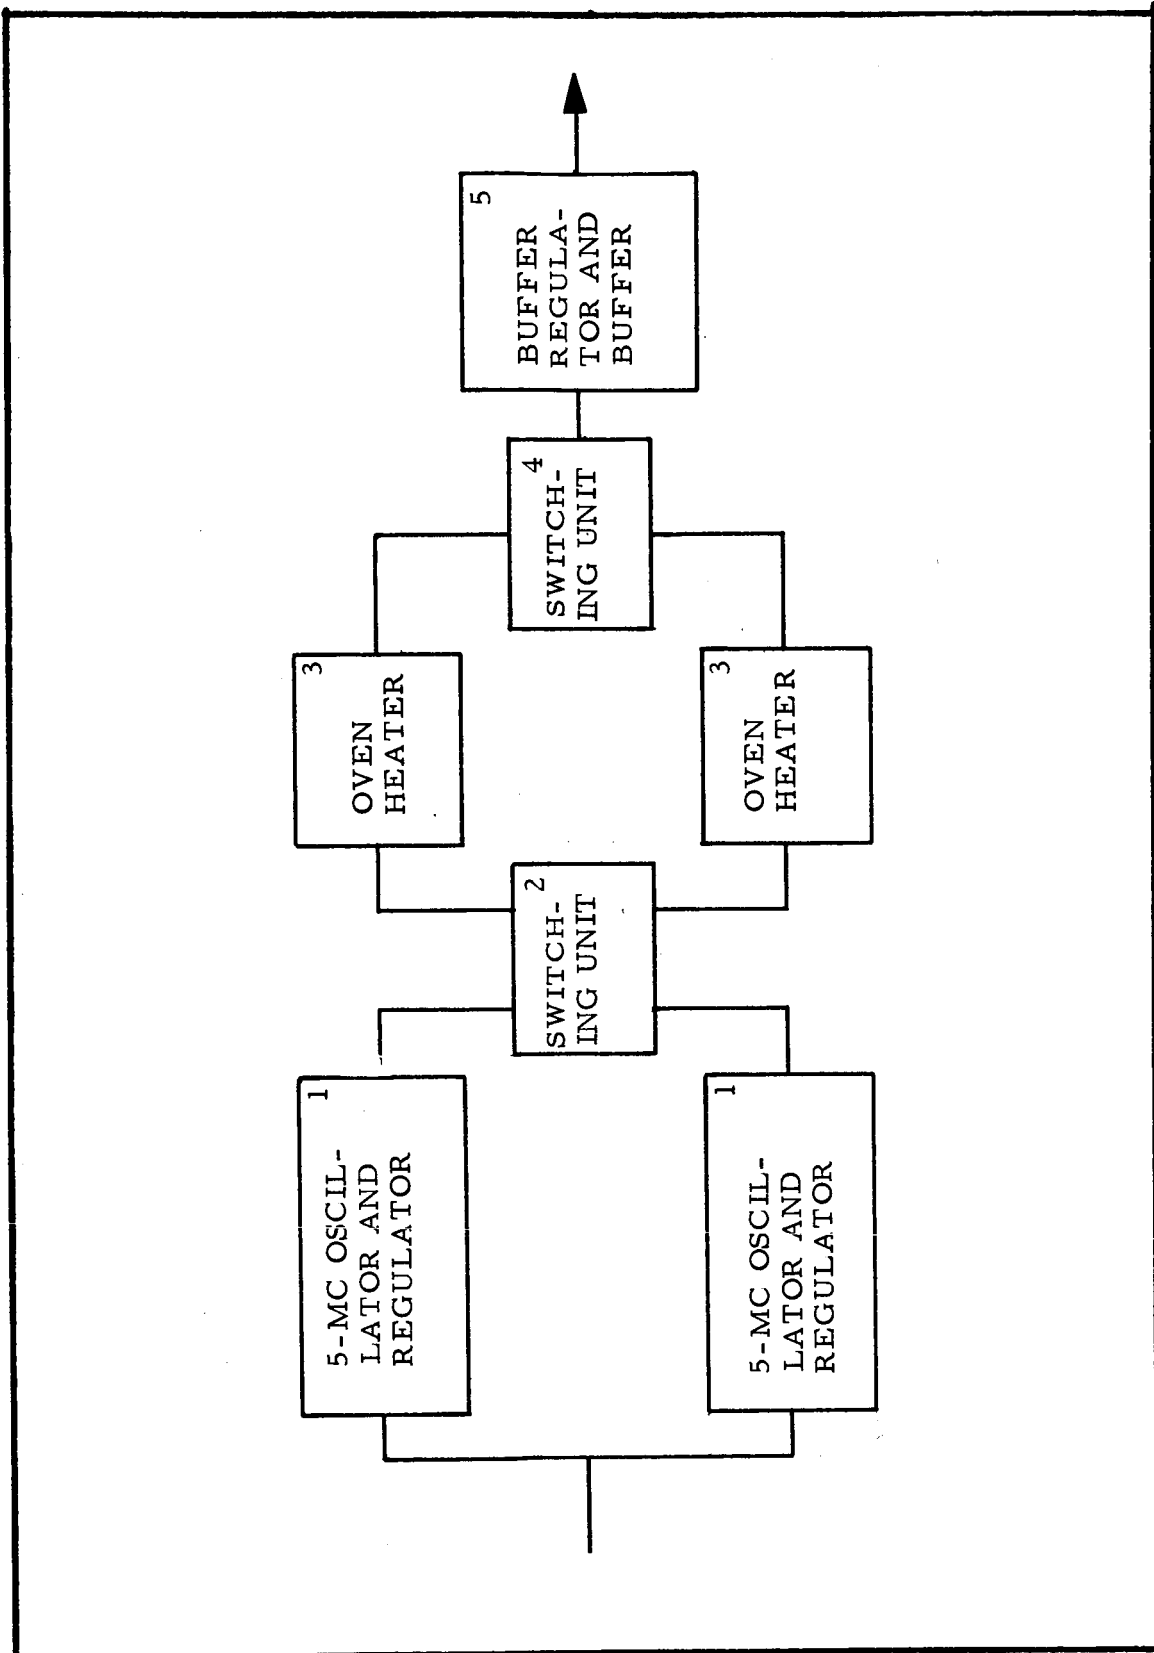 1
5-MC OSCIL-
LATOR AND
REGULATOR
1
5-MC OSCIL-
LATOR AND
REGULATOR
2
SWITCH-
ING UNIT
3
OVEN
HEATER
3
OVEN
HEATER
4
SWITCH-
ING UNIT
5
BUFFER
REGULA-
TOR AND
BUFFER